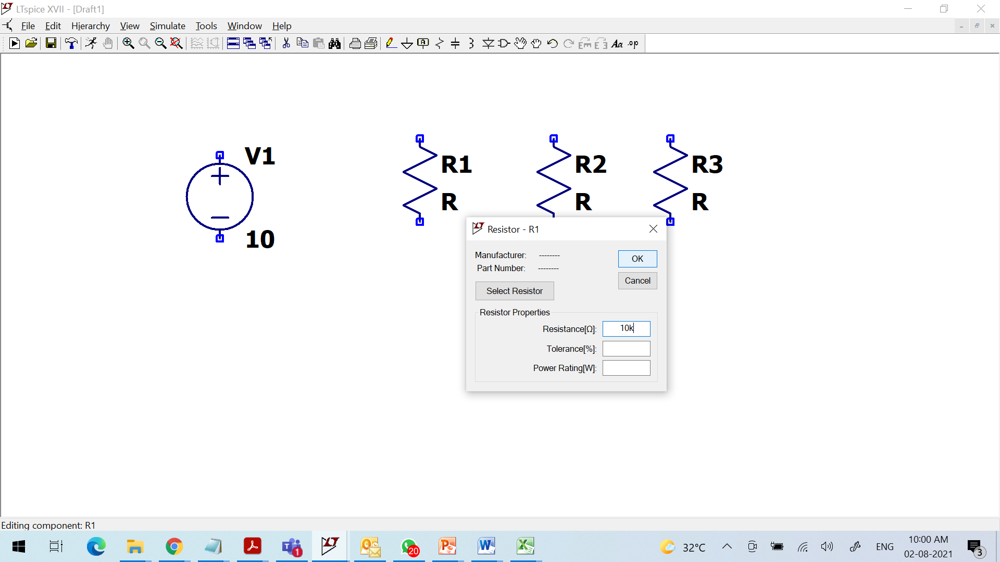 LTspice XVII - [Draft1]
File Edit Hierarchy View Simulate Tools Window Help
A Aa .op
V1
10
R1
R
R2
R
R3
R
Resistor - R1
Manufacturer: --------
Part Number: --------
OK
Cancel
Select Resistor
Resistor Properties
Resistance[Ω]: 10k
Tolerance[%]:
Power Rating[W]:
Editing component: R1
1
20
32°C
ENG
10:00 AM
02-08-2021
3